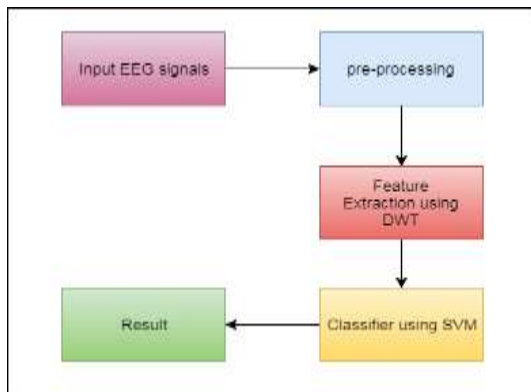 Input EEG signals
pre-processing
Feature
Extraction using
DWT
Classifier using SVM
Result